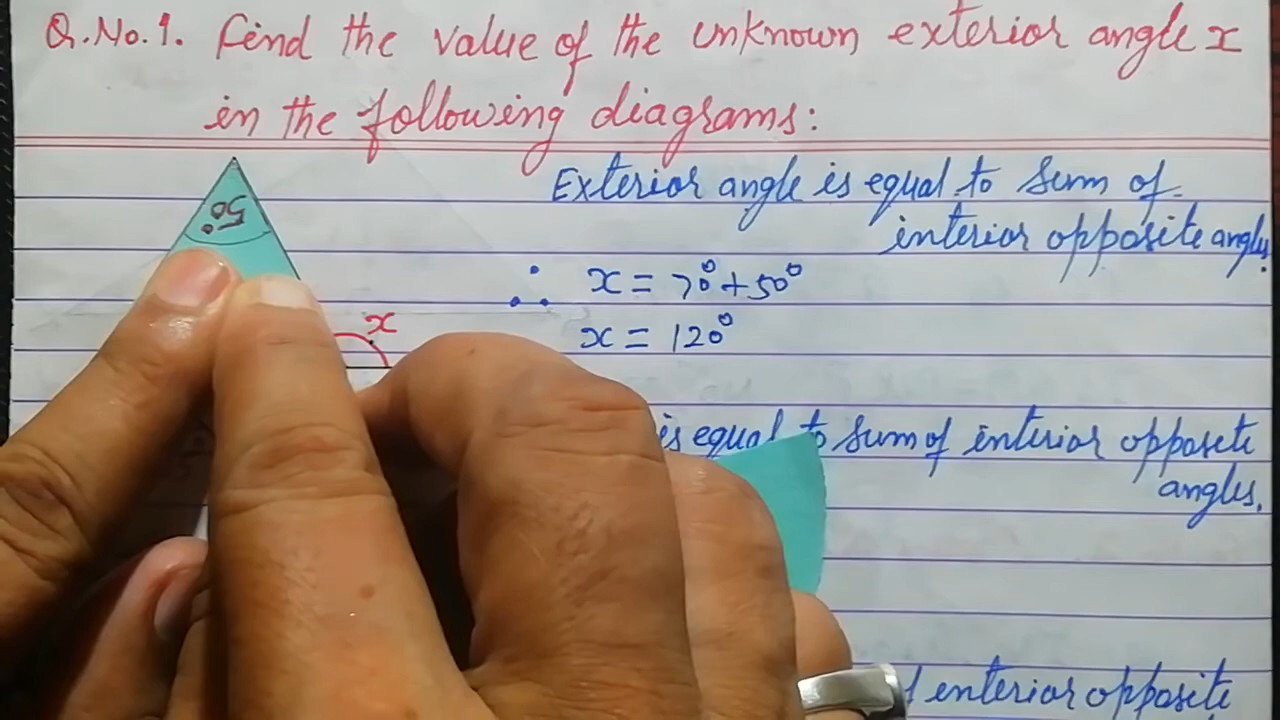 Q.No.1. Find the value of the unknown exterior angle x
in the following diagrams:
Exterior angle is equal to Sum of
interior opposite angles.
50°
∴ x = 70° + 50°
x
x = 120°
is equal to Sum of interior opposite
angles.
interior opposite